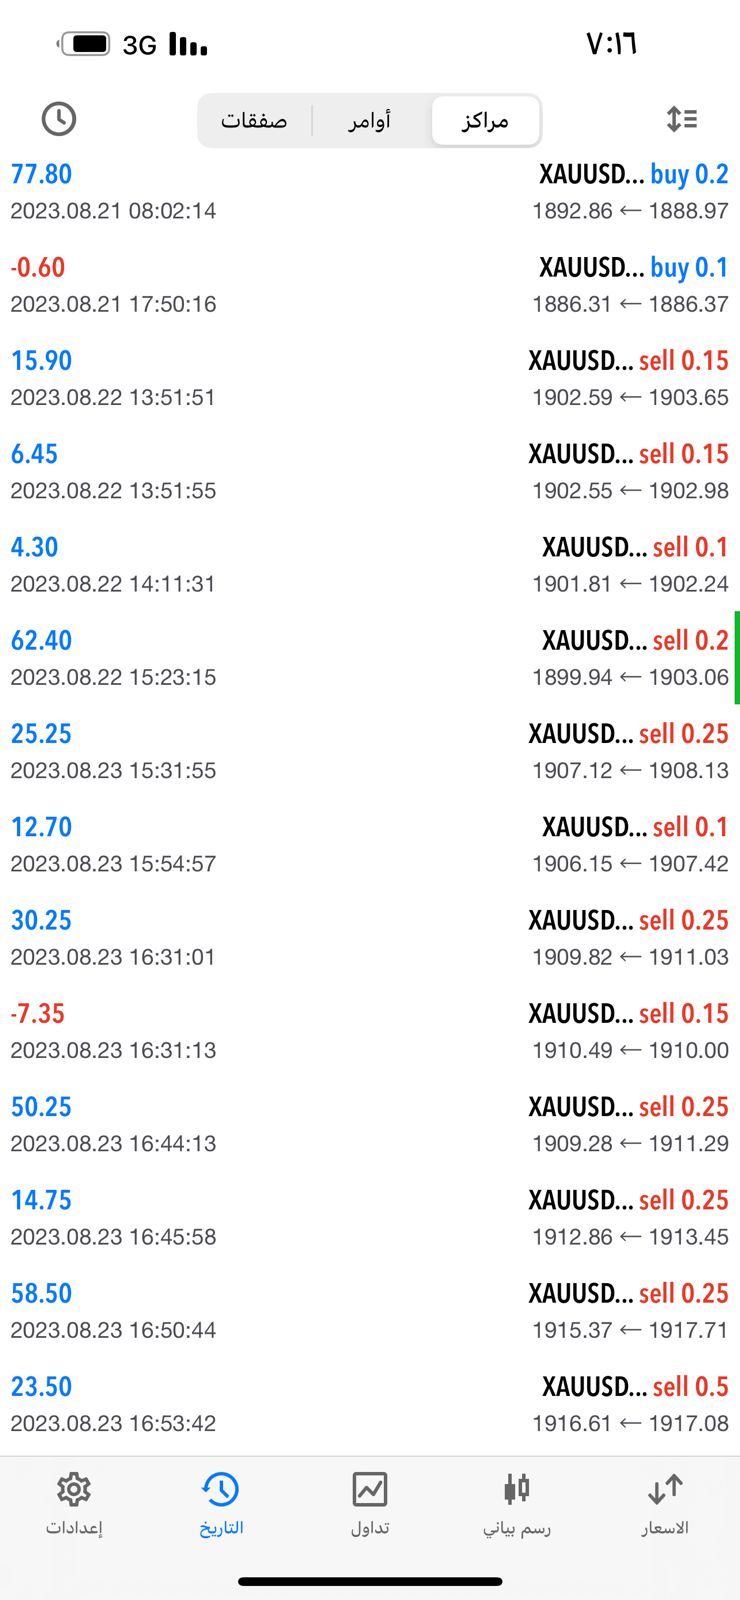 ٧:١٦ 3G
مراكز أوامر صفقات
XAUUSD... buy 0.2 77.80
1888.97 ← 1892.86 2023.08.21 08:02:14
XAUUSD... buy 0.1 -0.60
1886.37 ← 1886.31 2023.08.21 17:50:16
XAUUSD... sell 0.15 15.90
1903.65 ← 1902.59 2023.08.22 13:51:51
XAUUSD... sell 0.15 6.45
1902.98 ← 1902.55 2023.08.22 13:51:55
XAUUSD... sell 0.1 4.30
1902.24 ← 1901.81 2023.08.22 14:11:31
XAUUSD... sell 0.2 62.40
1903.06 ← 1899.94 2023.08.22 15:23:15
XAUUSD... sell 0.25 25.25
1908.13 ← 1907.12 2023.08.23 15:31:55
XAUUSD... sell 0.1 12.70
1907.42 ← 1906.15 2023.08.23 15:54:57
XAUUSD... sell 0.25 30.25
1911.03 ← 1909.82 2023.08.23 16:31:01
XAUUSD... sell 0.15 -7.35
1910.00 ← 1910.49 2023.08.23 16:31:13
XAUUSD... sell 0.25 50.25
1911.29 ← 1909.28 2023.08.23 16:44:13
XAUUSD... sell 0.25 14.75
1913.45 ← 1912.86 2023.08.23 16:45:58
XAUUSD... sell 0.25 58.50
1917.71 ← 1915.37 2023.08.23 16:50:44
XAUUSD... sell 0.5 23.50
1917.08 ← 1916.61 2023.08.23 16:53:42
الاسعار رسم بياني تداول التاريخ إعدادات